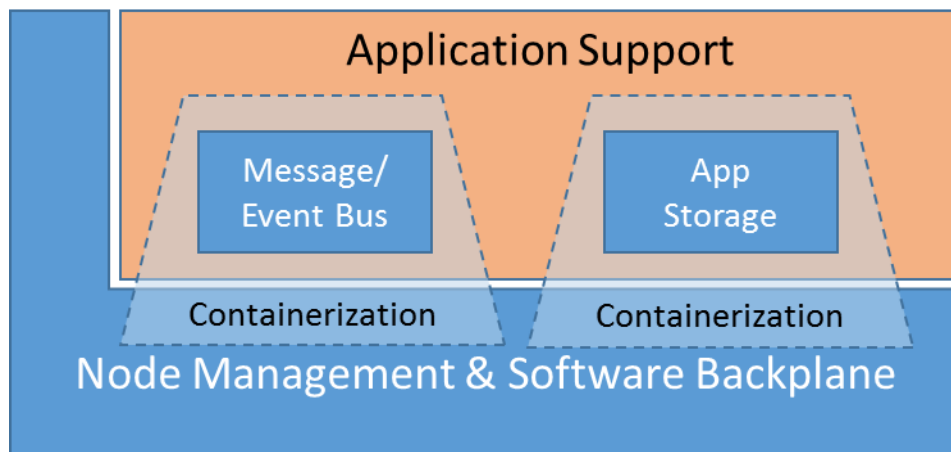 Application Support
Message/
Event Bus
App
Storage
Containerization
Containerization
Node Management & Software Backplane